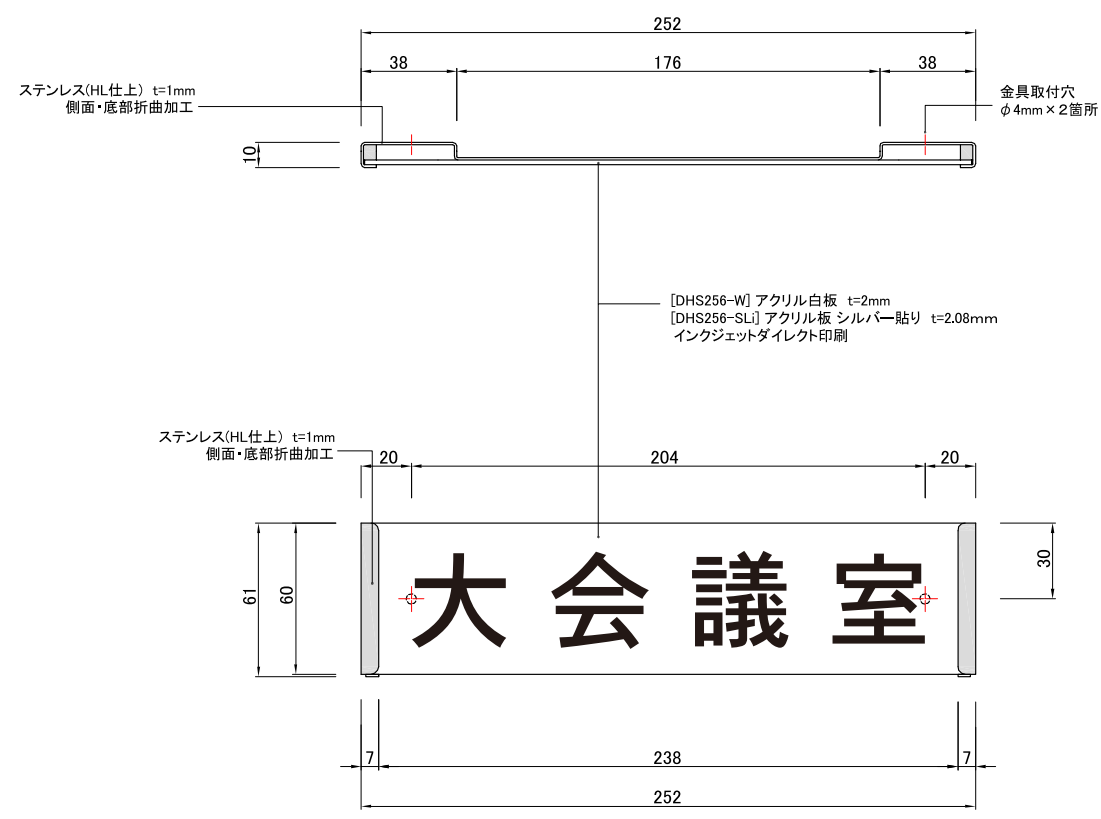 252
38
176
38
ステンレス(HL仕上) t=1mm
側面・底部折曲加工
金具取付穴
φ4mm×2箇所
10
[DHS256-W] アクリル白板 t=2mm
[DHS256-SLi] アクリル板 シルバー貼り t=2.08mm
インクジェットダイレクト印刷
ステンレス(HL仕上) t=1mm
側面・底部折曲加工
20
204
20
61
60
大会議室
30
7
238
7
252